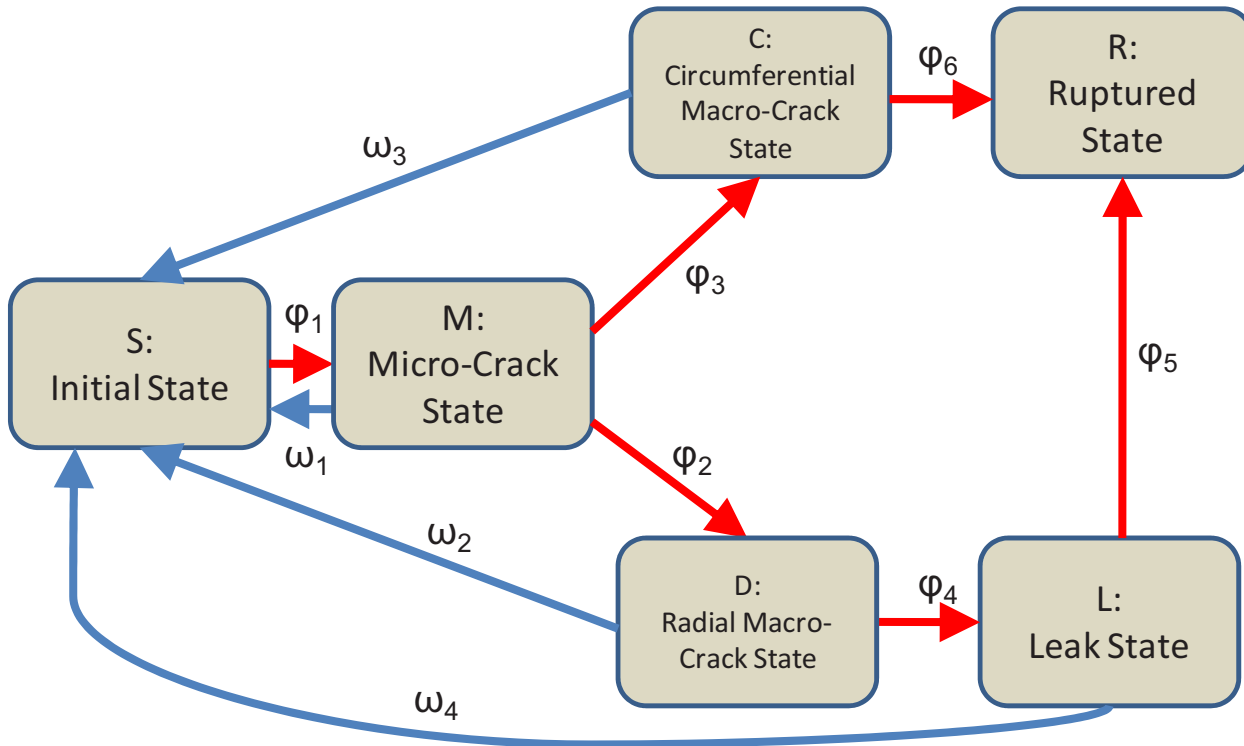 C:
Circumferential
Macro-Crack
State
φ6
R:
Ruptured
State
ω3
φ3
S:
Initial State
φ1
ω1
M:
Micro-Crack
State
φ5
φ2
ω2
D:
Radial Macro-
Crack State
φ4
L:
Leak State
ω4